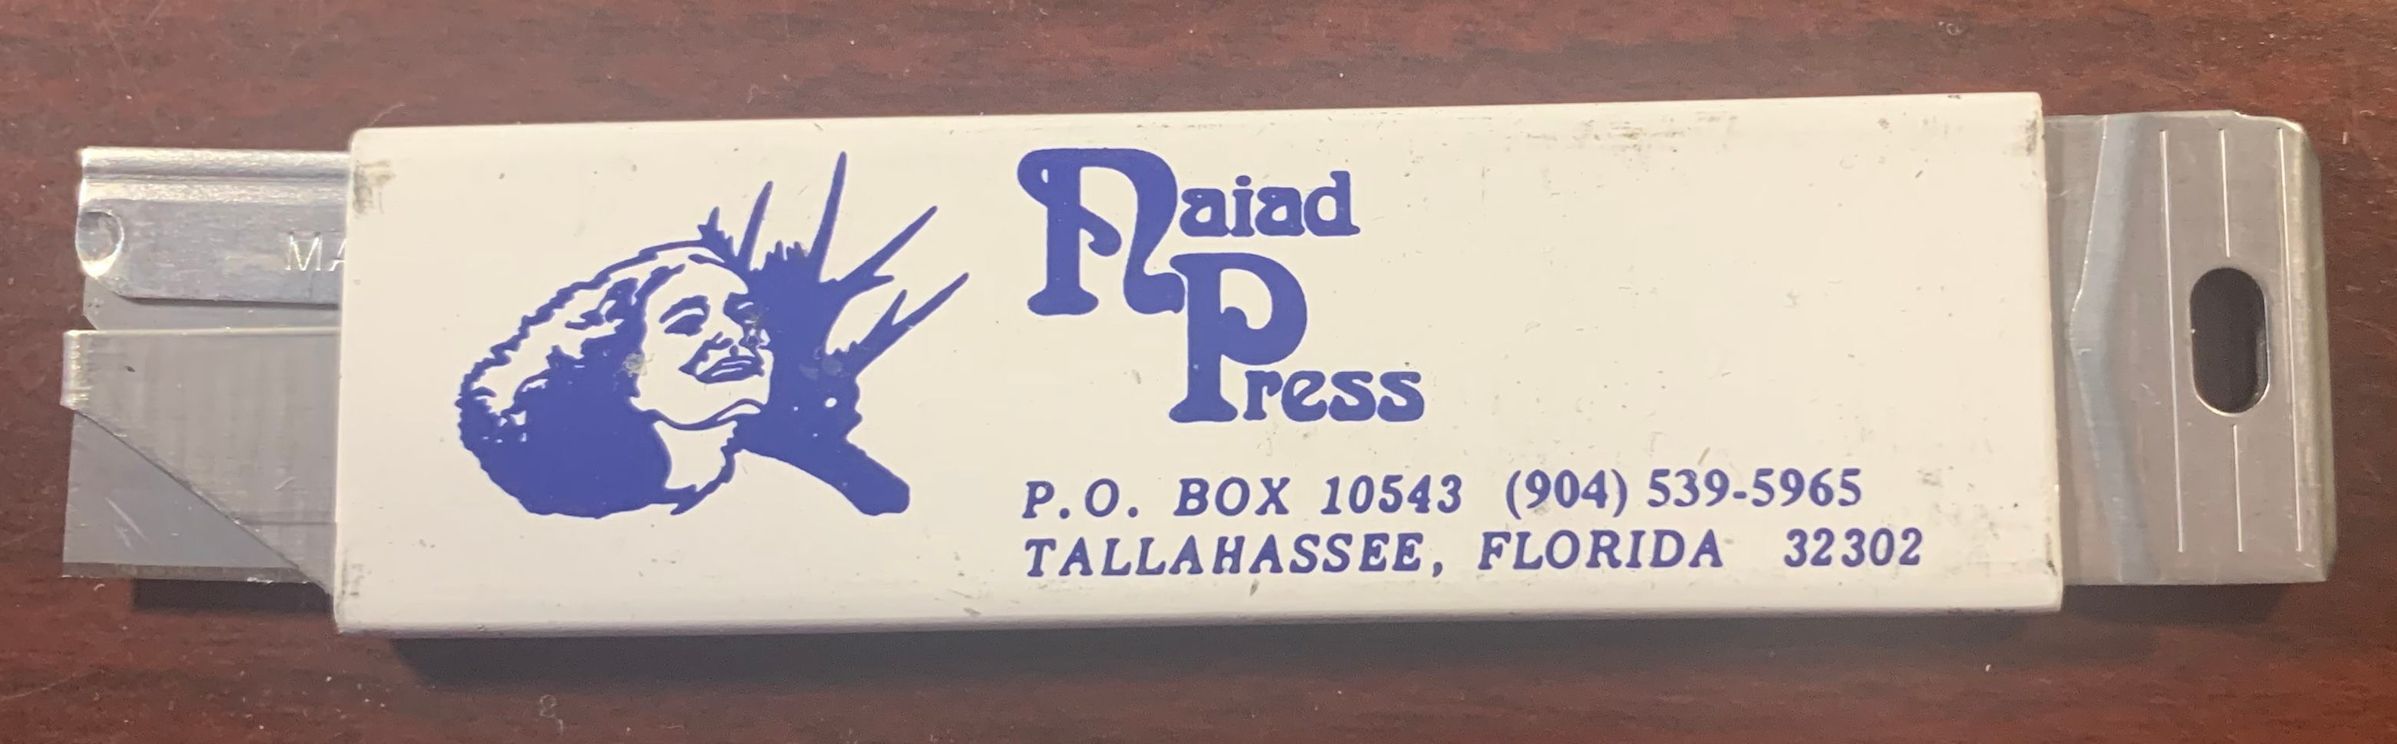 Naiad
Press
P.O. BOX 10543 (904) 539-5965
TALLAHASSEE, FLORIDA 32302